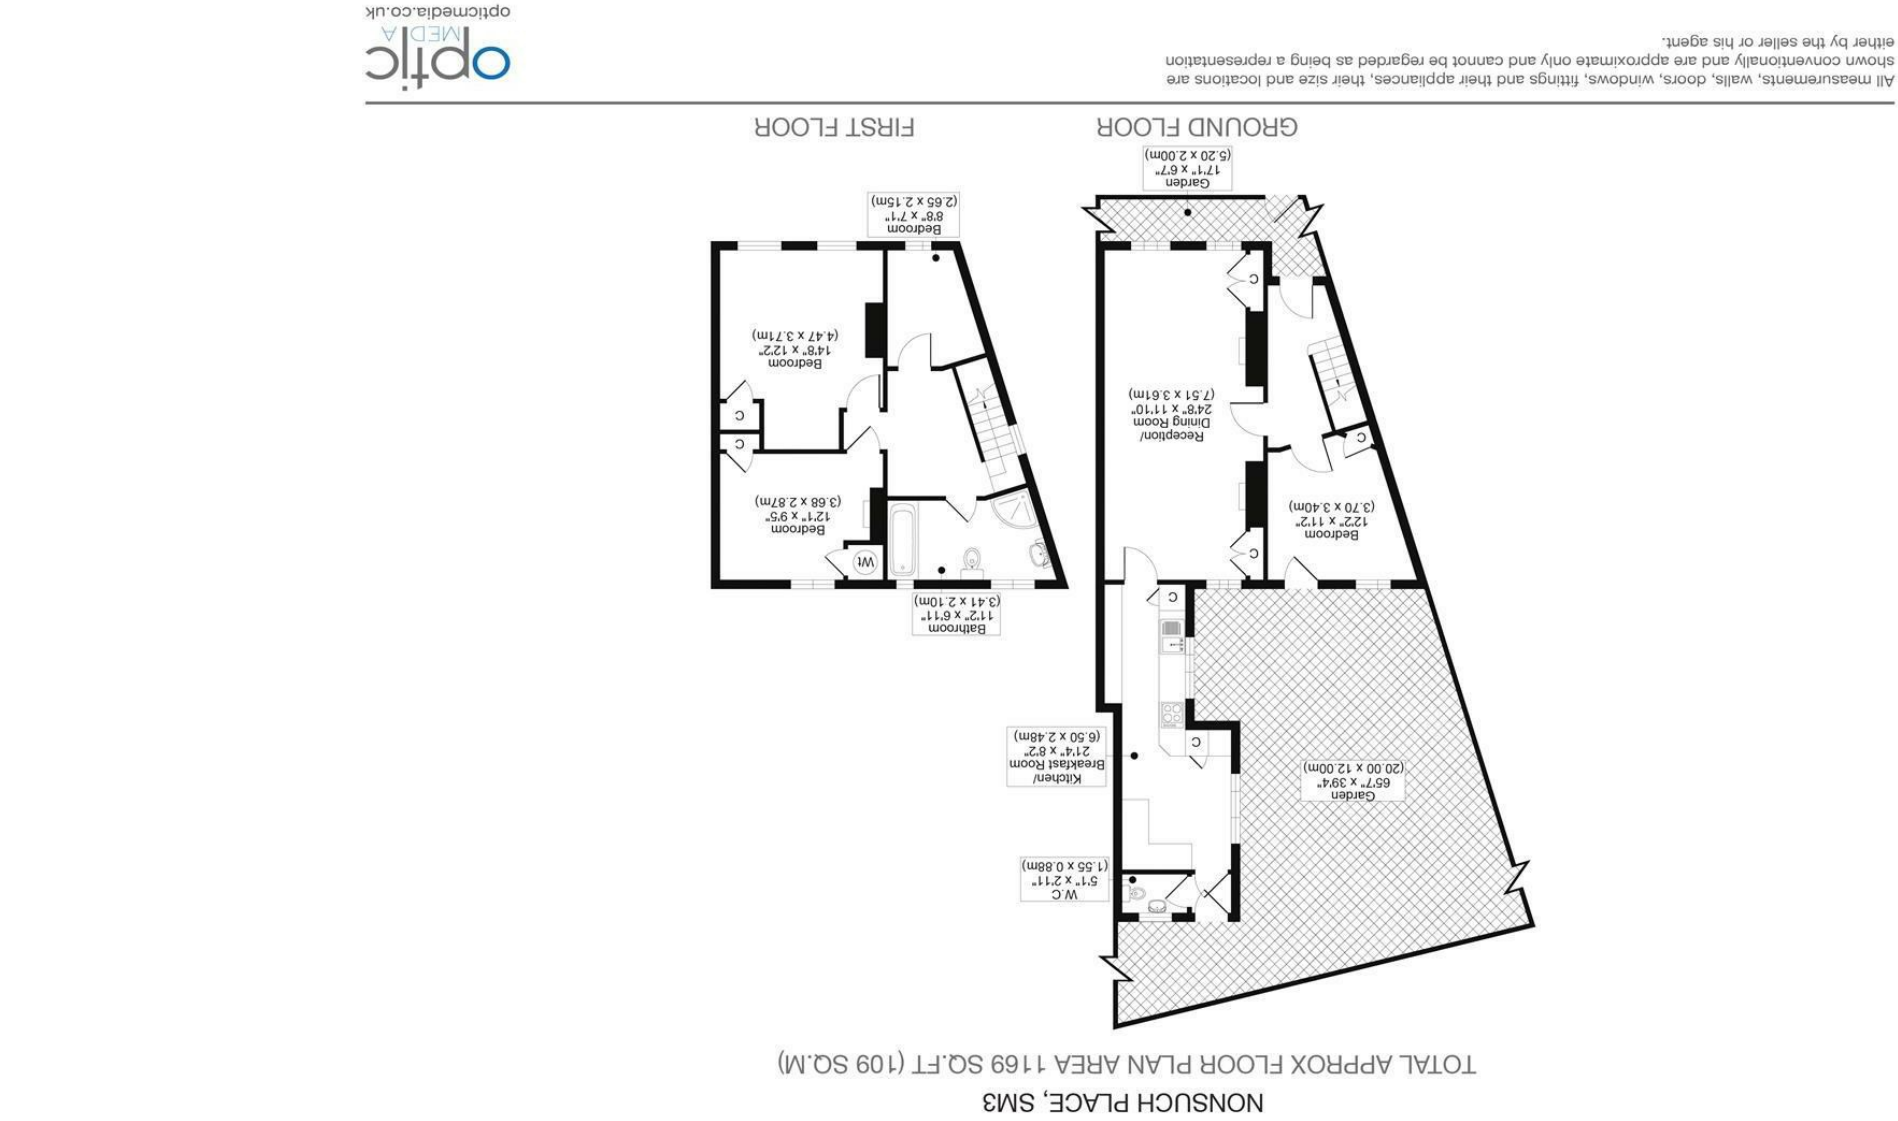 NONSUCH PLACE, SM3
TOTAL APPROX FLOOR PLAN AREA 1169 SQ.FT (109 SQ.M)
W.C
5'1" x 2'11"
(1.55 x 0.88m)
Garden
65'7" x 39'4"
(20.00 x 12.00m)
Kitchen/
Breakfast Room
21'4" x 8'2"
(6.50 x 2.48m)
C
C
Bedroom
12'2" x 11'2"
(3.70 x 3.40m)
C
C
Reception/
Dining Room
24'8" x 11'10"
(7.51 x 3.61m)
C
Garden
17'1" x 6'7"
(5.20 x 2.00m)
GROUND FLOOR
Bathroom
11'2" x 6'11"
(3.41 x 2.10m)
Wt
Bedroom
12'1" x 9'5"
(3.68 x 2.87m)
C
C
Bedroom
14'8" x 12'2"
(4.47 x 3.71m)
Bedroom
8'8" x 7'1"
(2.65 x 2.15m)
FIRST FLOOR
All measurements, walls, doors, windows, fittings and their appliances, their size and locations are
shown conventionally and are approximate only and cannot be regarded as being a representation
either by the seller or his agent.
optic
MEDIA
opticmedia.co.uk